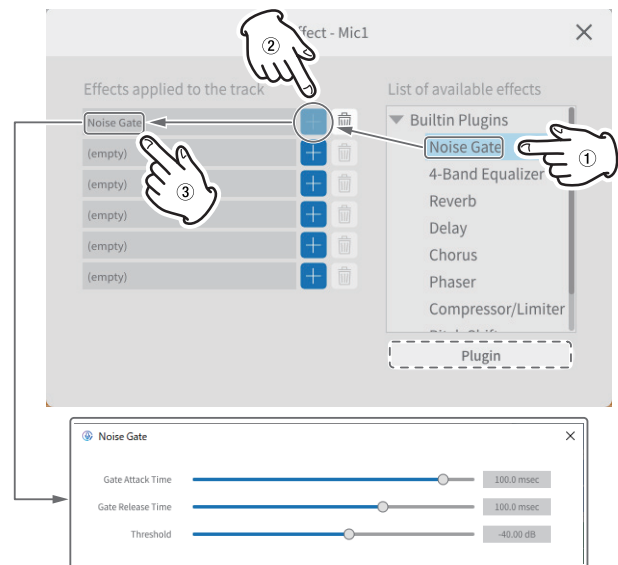 ffect - Mic1
②
Effects applied to the track
List of available effects
Noise Gate
Builtin Plugins
(empty)
Noise Gate
①
(empty)
4-Band Equalizer
③
(empty)
Reverb
(empty)
Delay
(empty)
Chorus
Phaser
Compressor/Limiter
Plugin
Noise Gate
Gate Attack Time
100.0 msec
Gate Release Time
100.0 msec
Threshold
-40.00 dB